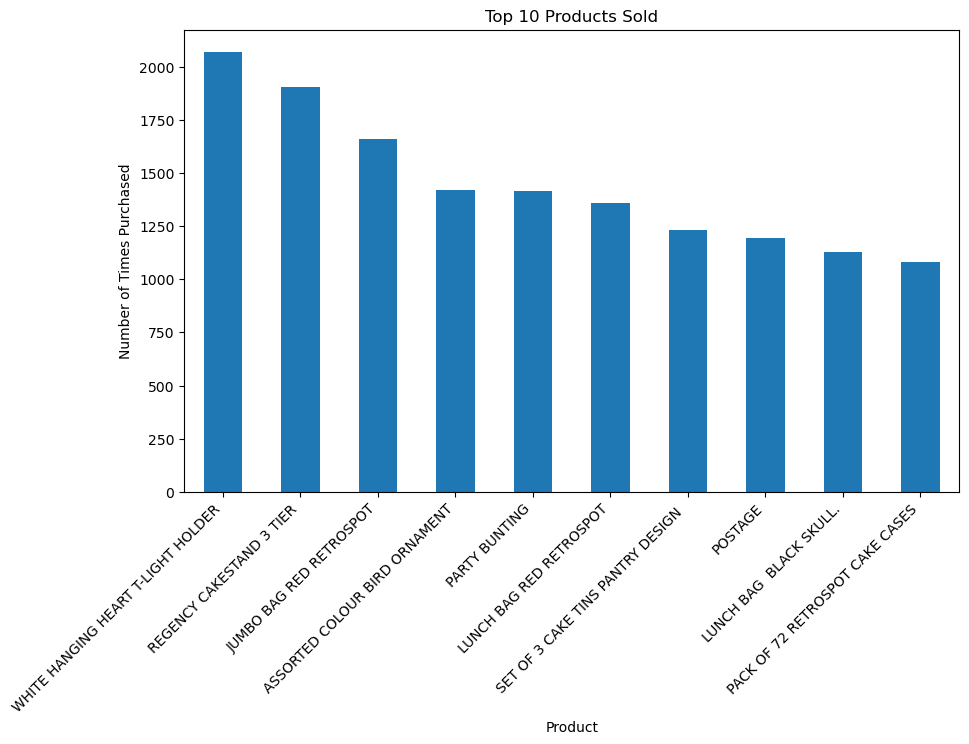 Top 10 Products Sold
Number of Times Purchased
2000
1750
1500
1250
1000
750
500
250
0
WHITE HANGING HEART T-LIGHT HOLDER
REGENCY CAKESTAND 3 TIER
JUMBO BAG RED RETROSPOT
ASSORTED COLOUR BIRD ORNAMENT
PARTY BUNTING
LUNCH BAG RED RETROSPOT
SET OF 3 CAKE TINS PANTRY DESIGN
POSTAGE
LUNCH BAG  BLACK SKULL.
PACK OF 72 RETROSPOT CAKE CASES
Product